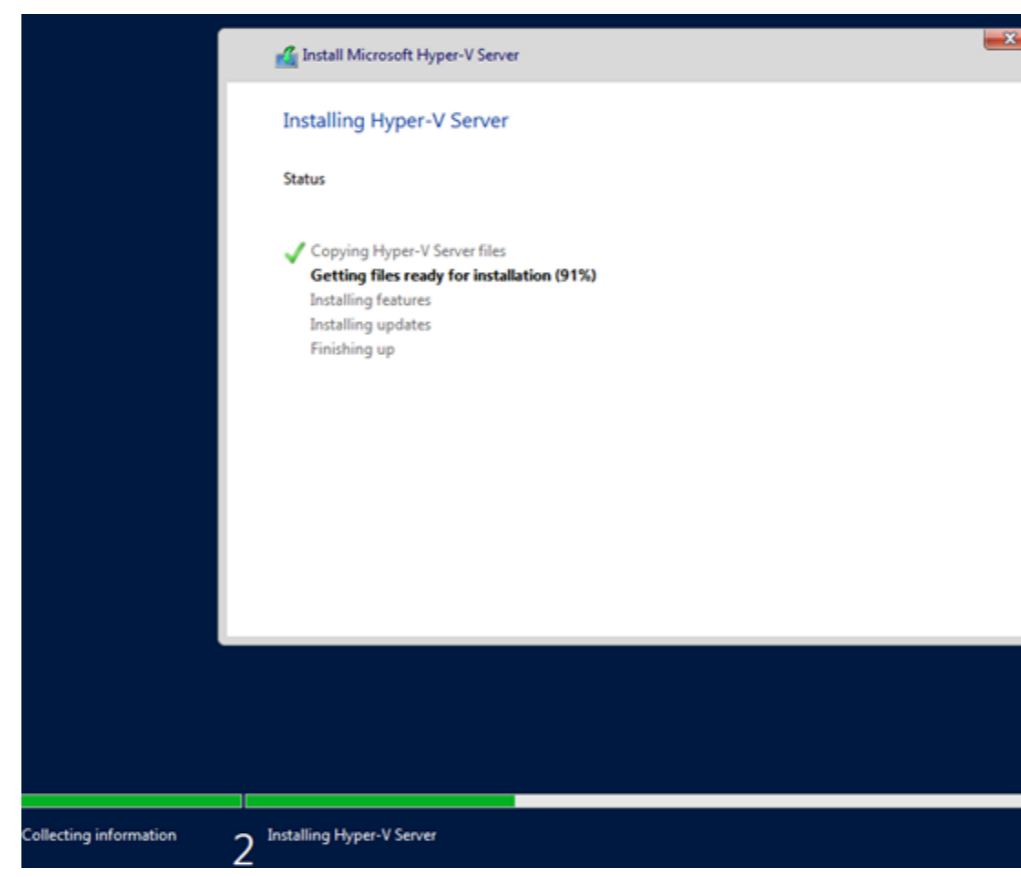 Install Microsoft Hyper-V Server
Installing Hyper-V Server
Status
Copying Hyper-V Server files
Getting files ready for installation (91%)
Installing features
Installing updates
Finishing up
Collecting information
2 Installing Hyper-V Server